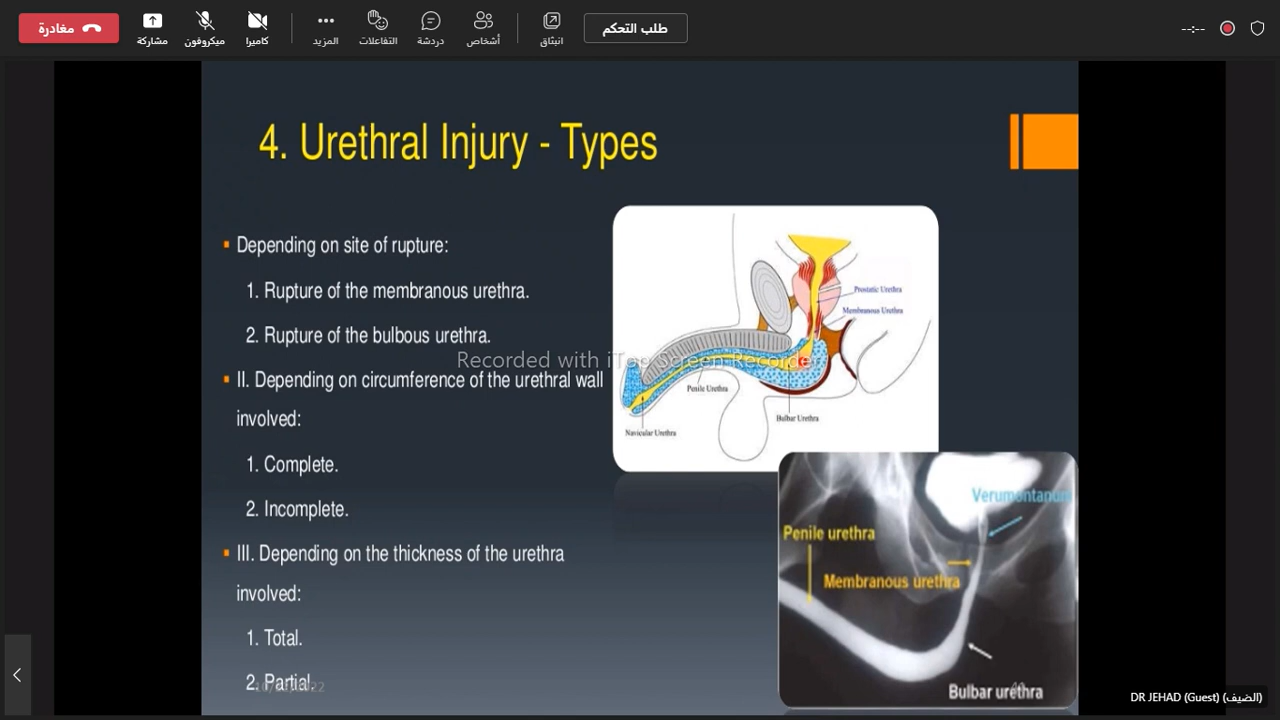 مغادرة
مشاركة
ميكروفون
كاميرا
المزيد
التفاعلات
دردشة
أشخاص
انبثاق
طلب التحكم
--:--
4. Urethral Injury - Types
Depending on site of rupture:
1. Rupture of the membranous urethra.
2. Rupture of the bulbous urethra.
II. Depending on circumference of the urethral wall
involved:
1. Complete.
2. Incomplete.
III. Depending on the thickness of the urethra
involved:
1. Total.
2. Partial.
Prostatic Urethra
Membranous Urethra
Penile Urethra
Bulbar Urethra
Navicular Urethra
Recorded with iTop Screen Recorder
Verumontanum
Penile urethra
Membranous urethra
Bulbar urethra
DR JEHAD (Guest) (الضيف)